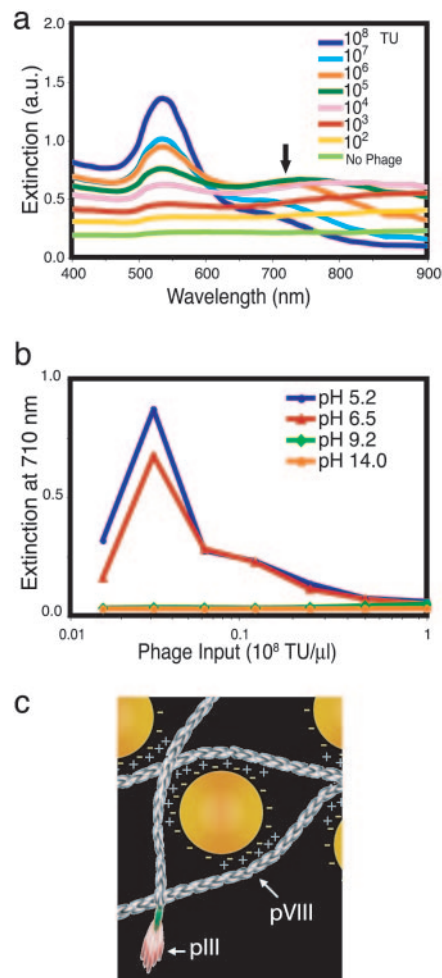 a
2.0
1.5
1.0
0.5
0.0
Extinction (a.u.)
10⁸ TU
10⁷
10⁶
10⁵
10⁴
10³
10²
No Phage
400 500 600 700 800 900
Wavelength (nm)
b
1.0
0.5
0.0
Extinction at 710 nm
pH 5.2
pH 6.5
pH 9.2
pH 14.0
0.01 0.1 1
Phage Input (10⁸ TU/µl)
c
pVIII
pIII